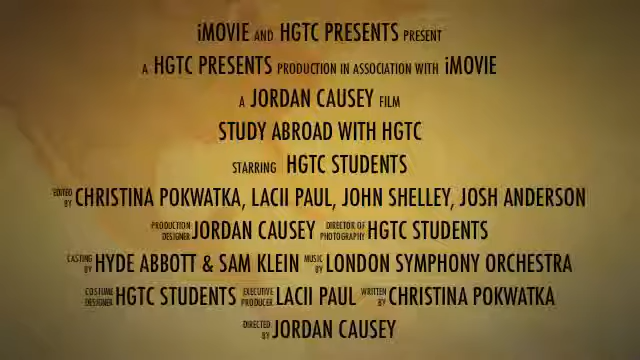 iMOVIE AND HGTC PRESENTS PRESENT
A HGTC PRESENTS PRODUCTION IN ASSOCIATION WITH iMOVIE
A JORDAN CAUSEY FILM
STUDY ABROAD WITH HGTC
STARRING HGTC STUDENTS
EDITED BY CHRISTINA POKWATKA, LACII PAUL, JOHN SHELLEY, JOSH ANDERSON
PRODUCTION DESIGNER JORDAN CAUSEY DIRECTOR OF PHOTOGRAPHY HGTC STUDENTS
CASTING BY HYDE ABBOTT & SAM KLEIN MUSIC BY LONDON SYMPHONY ORCHESTRA
COSTUME DESIGNER HGTC STUDENTS EXECUTIVE PRODUCER LACII PAUL WRITTEN BY CHRISTINA POKWATKA
DIRECTED BY JORDAN CAUSEY